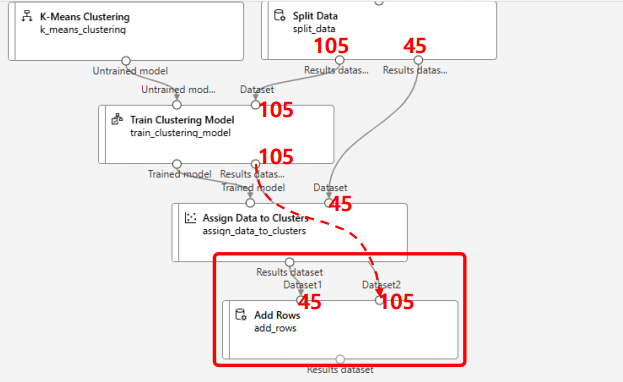 K-Means Clustering
k_means_clustering
Split Data
split_data
105
45
Untrained model
Results datas...
Results datas...
Untrained mod...
Dataset
105
Train Clustering Model
train_clustering_model
105
Trained model
Results datas...
Trained model
Dataset
45
Assign Data to Clusters
assign_data_to_clusters
Results dataset
Dataset1
Dataset2
45
105
Add Rows
add_rows
Results dataset